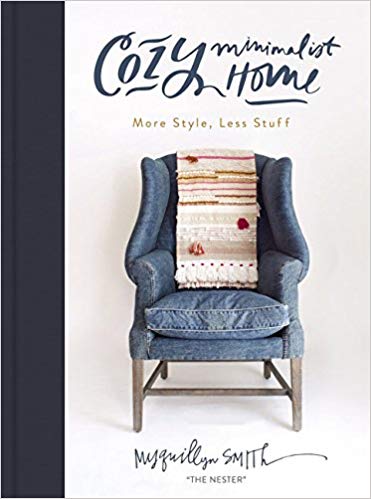 Cozy minimalist
Home
More Style, Less Stuff
Myquillyn SMITH
"THE NESTER"